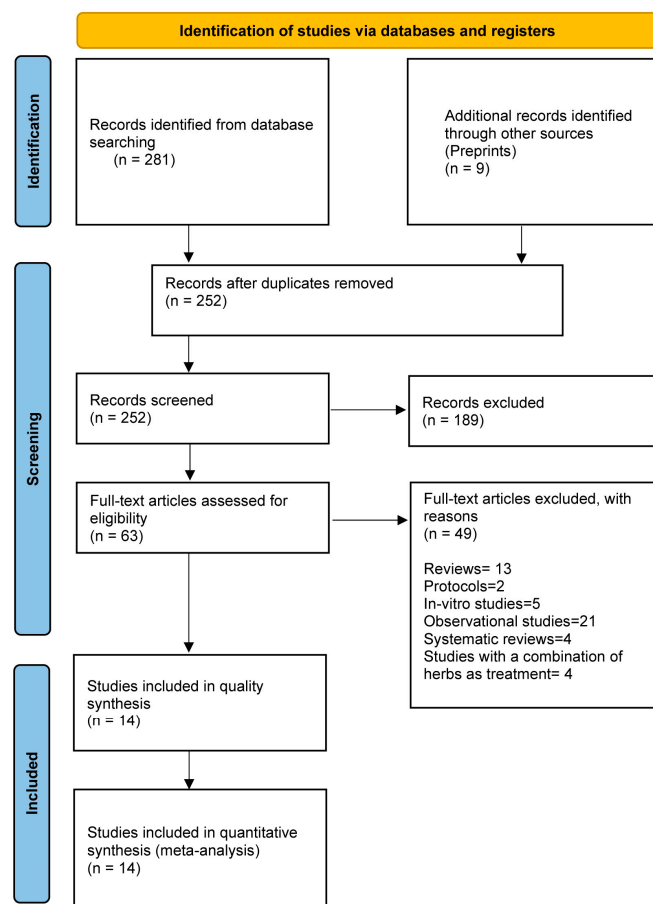 Identification of studies via databases and registers
Identification
Records identified from database
searching
(n = 281)
Additional records identified
through other sources
(Preprints)
(n = 9)
Screening
Records after duplicates removed
(n = 252)
Records screened
(n = 252)
Records excluded
(n = 189)
Full-text articles assessed for
eligibility
(n = 63)
Full-text articles excluded, with
reasons
(n = 49)
Reviews= 13
Protocols=2
In-vitro studies=5
Observational studies=21
Systematic reviews=4
Studies with a combination of
herbs as treatment= 4
Included
Studies included in quality
synthesis
(n = 14)
Studies included in quantitative
synthesis (meta-analysis)
(n = 14)